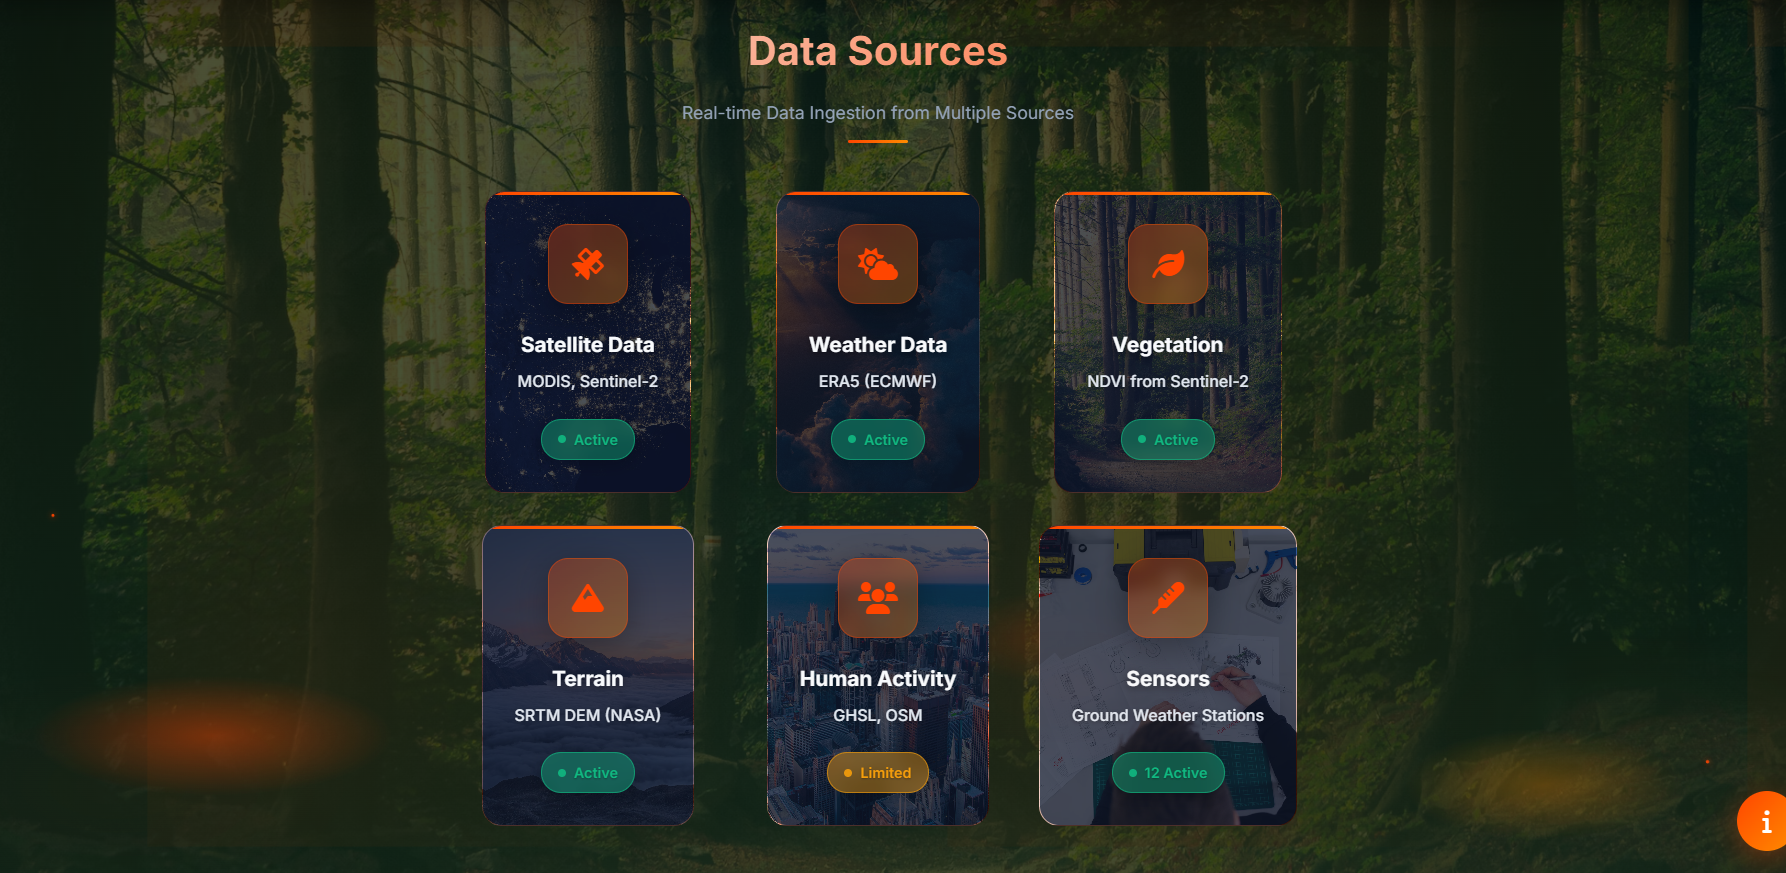 Data Sources
Real-time Data Ingestion from Multiple Sources
Satellite Data
MODIS, Sentinel-2
Active
Weather Data
ERA5 (ECMWF)
Active
Vegetation
NDVI from Sentinel-2
Active
Terrain
SRTM DEM (NASA)
Active
Human Activity
GHSL, OSM
Limited
Sensors
Ground Weather Stations
12 Active
i